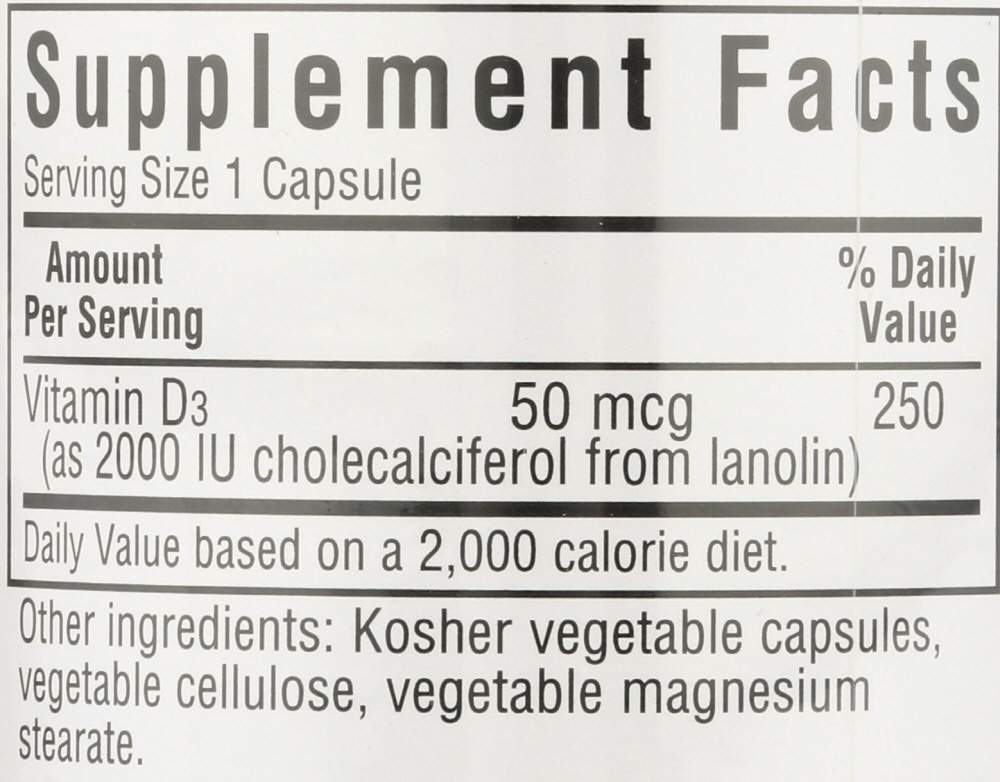 Supplement Facts
Serving Size 1 Capsule
Amount % Daily
Per Serving Value
Vitamin D3 50 mcg 250
(as 2000 IU cholecalciferol from lanolin)
Daily Value based on a 2,000 calorie diet.
Other ingredients: Kosher vegetable capsules,
vegetable cellulose, vegetable magnesium
stearate.